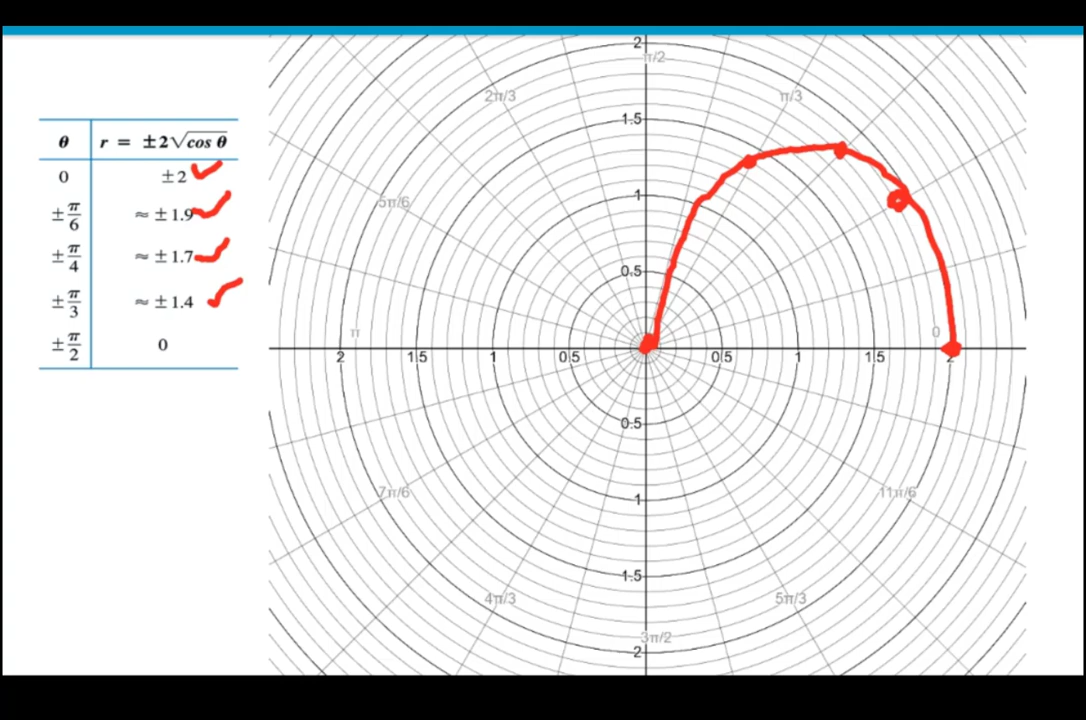 θ r = ±2√cos θ
0 ±2
±π/6 ≈ ±1.9
±π/4 ≈ ±1.7
±π/3 ≈ ±1.4
±π/2 0
2
π/2
2π/3 π/3
1.5
5π/6 1
0.5
π 0
2 1.5 1 0.5 0.5 1 1.5 2
0.5
7π/6 1 11π/6
1.5
4π/3 5π/3
3π/2
2